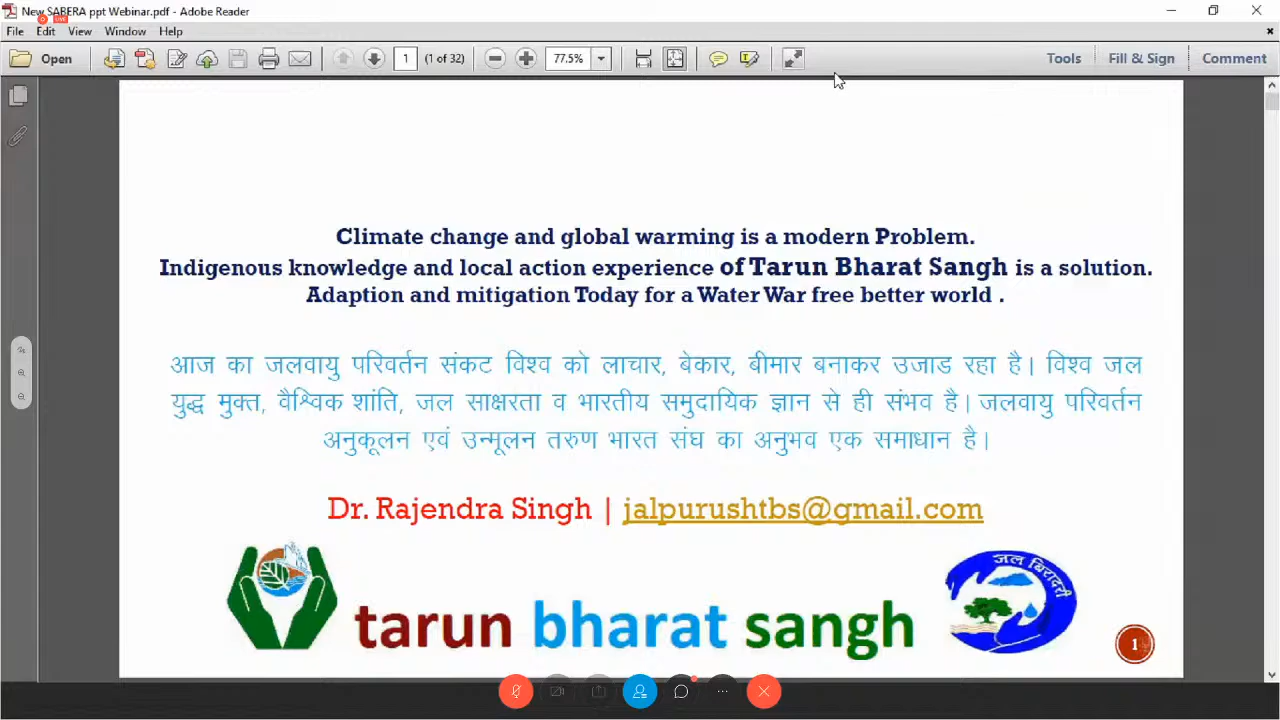 New SABERA ppt Webinar.pdf - Adobe Reader
File Edit View Window Help
Open 1 (1 of 32) 77.5% Tools Fill & Sign Comment
Climate change and global warming is a modern Problem.
Indigenous knowledge and local action experience of Tarun Bharat Sangh is a solution.
Adaption and mitigation Today for a Water War free better world .
आज का जलवायु परिवर्तन संकट विश्व को लाचार, बेकार, बीमार बनाकर उजाड रहा है। विश्व जल
युद्ध मुक्त, वैश्विक शांति, जल साक्षरता व भारतीय समुदायिक ज्ञान से ही संभव है। जलवायु परिवर्तन
अनुकूलन एवं उन्मूलन तरुण भारत संघ का अनुभव एक समाधान है।
Dr. Rajendra Singh | jalpurushtbs@gmail.com
tarun bharat sangh
जल बिरादरी
1